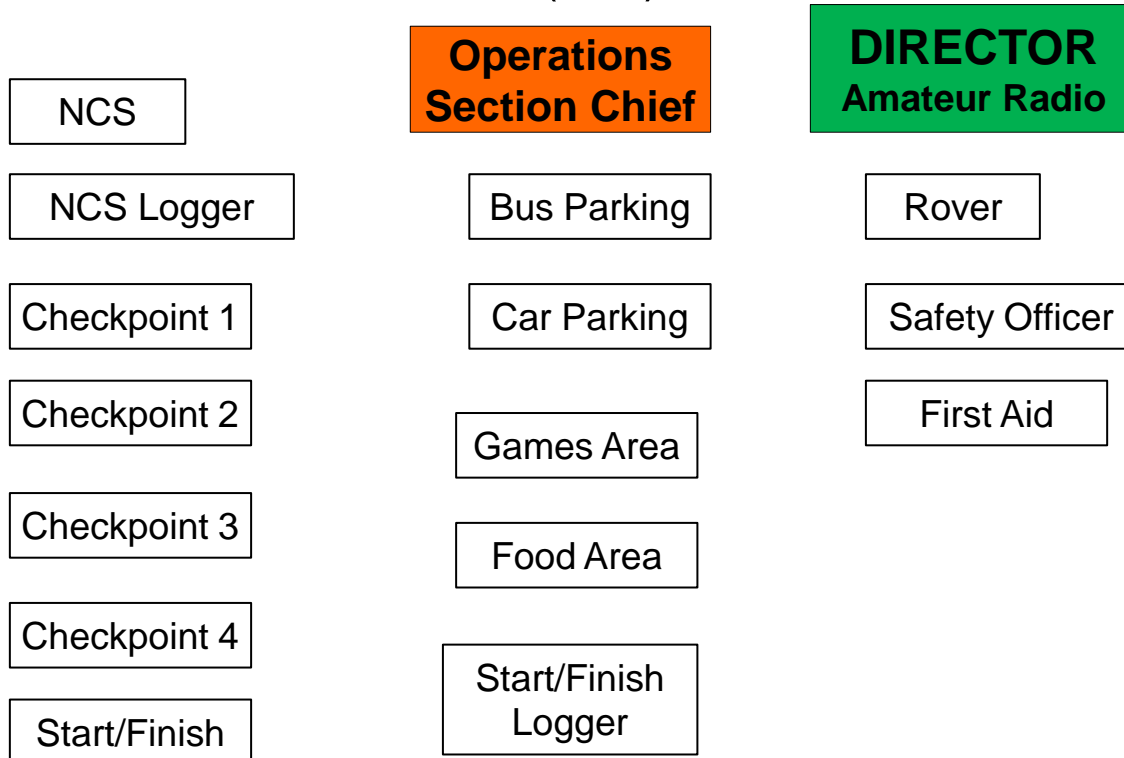 NCS
NCS Logger
Checkpoint 1
Checkpoint 2
Checkpoint 3
Checkpoint 4
Start/Finish
Operations
Section Chief
Bus Parking
Car Parking
Games Area
Food Area
Start/Finish
Logger
DIRECTOR
Amateur Radio
Rover
Safety Officer
First Aid